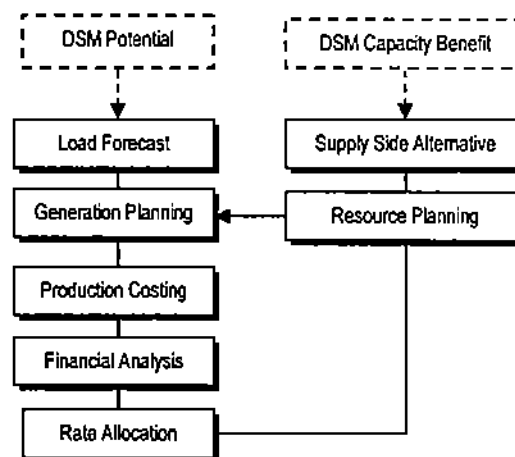 DSM Potential
DSM Capacity Benefit
Load Forecast
Supply Side Alternative
Generation Planning
Resource Planning
Production Costing
Financial Analysis
Rate Allocation